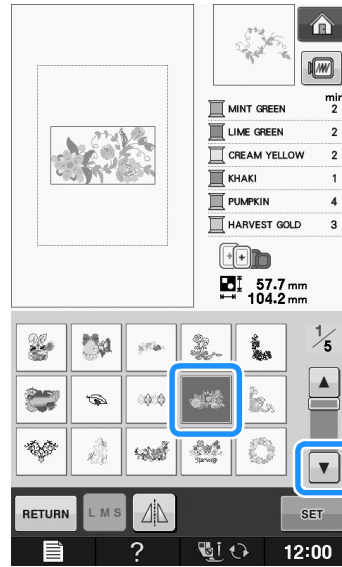 min
MINT GREEN 2
LIME GREEN 2
CREAM YELLOW 2
KHAKI 1
PUMPKIN 4
HARVEST GOLD 3
57.7 mm
104.2 mm
1/5
RETURN
L M S
SET
?
12:00